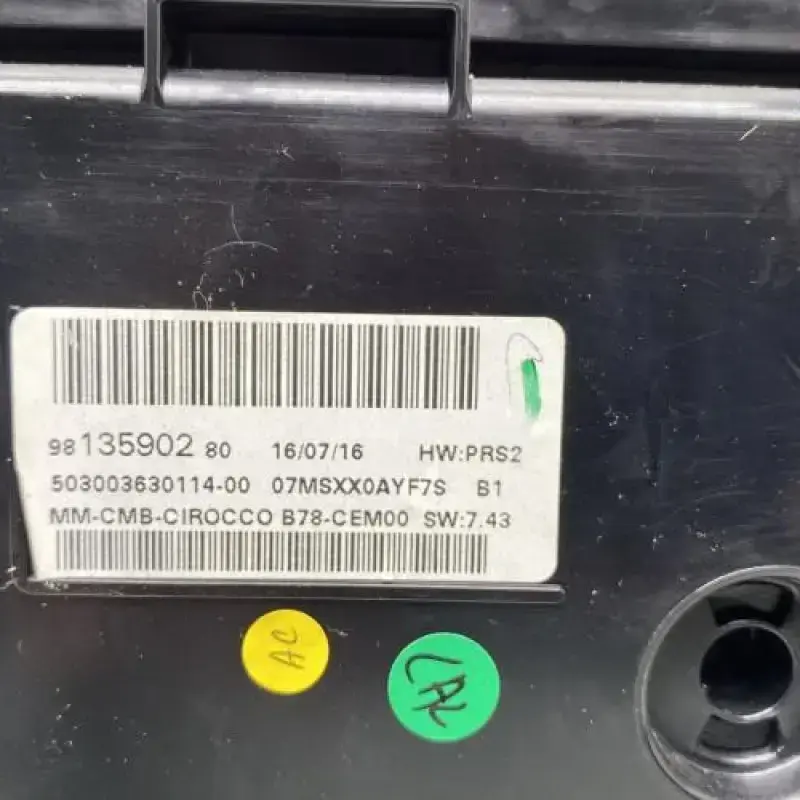 98 135902 80 16/07/16 HW:PRS2
503003630114-00 07MSXX0AYF7S B1
MM-CMB-CIROCCO B78-CEM00 SW:7.43
AC